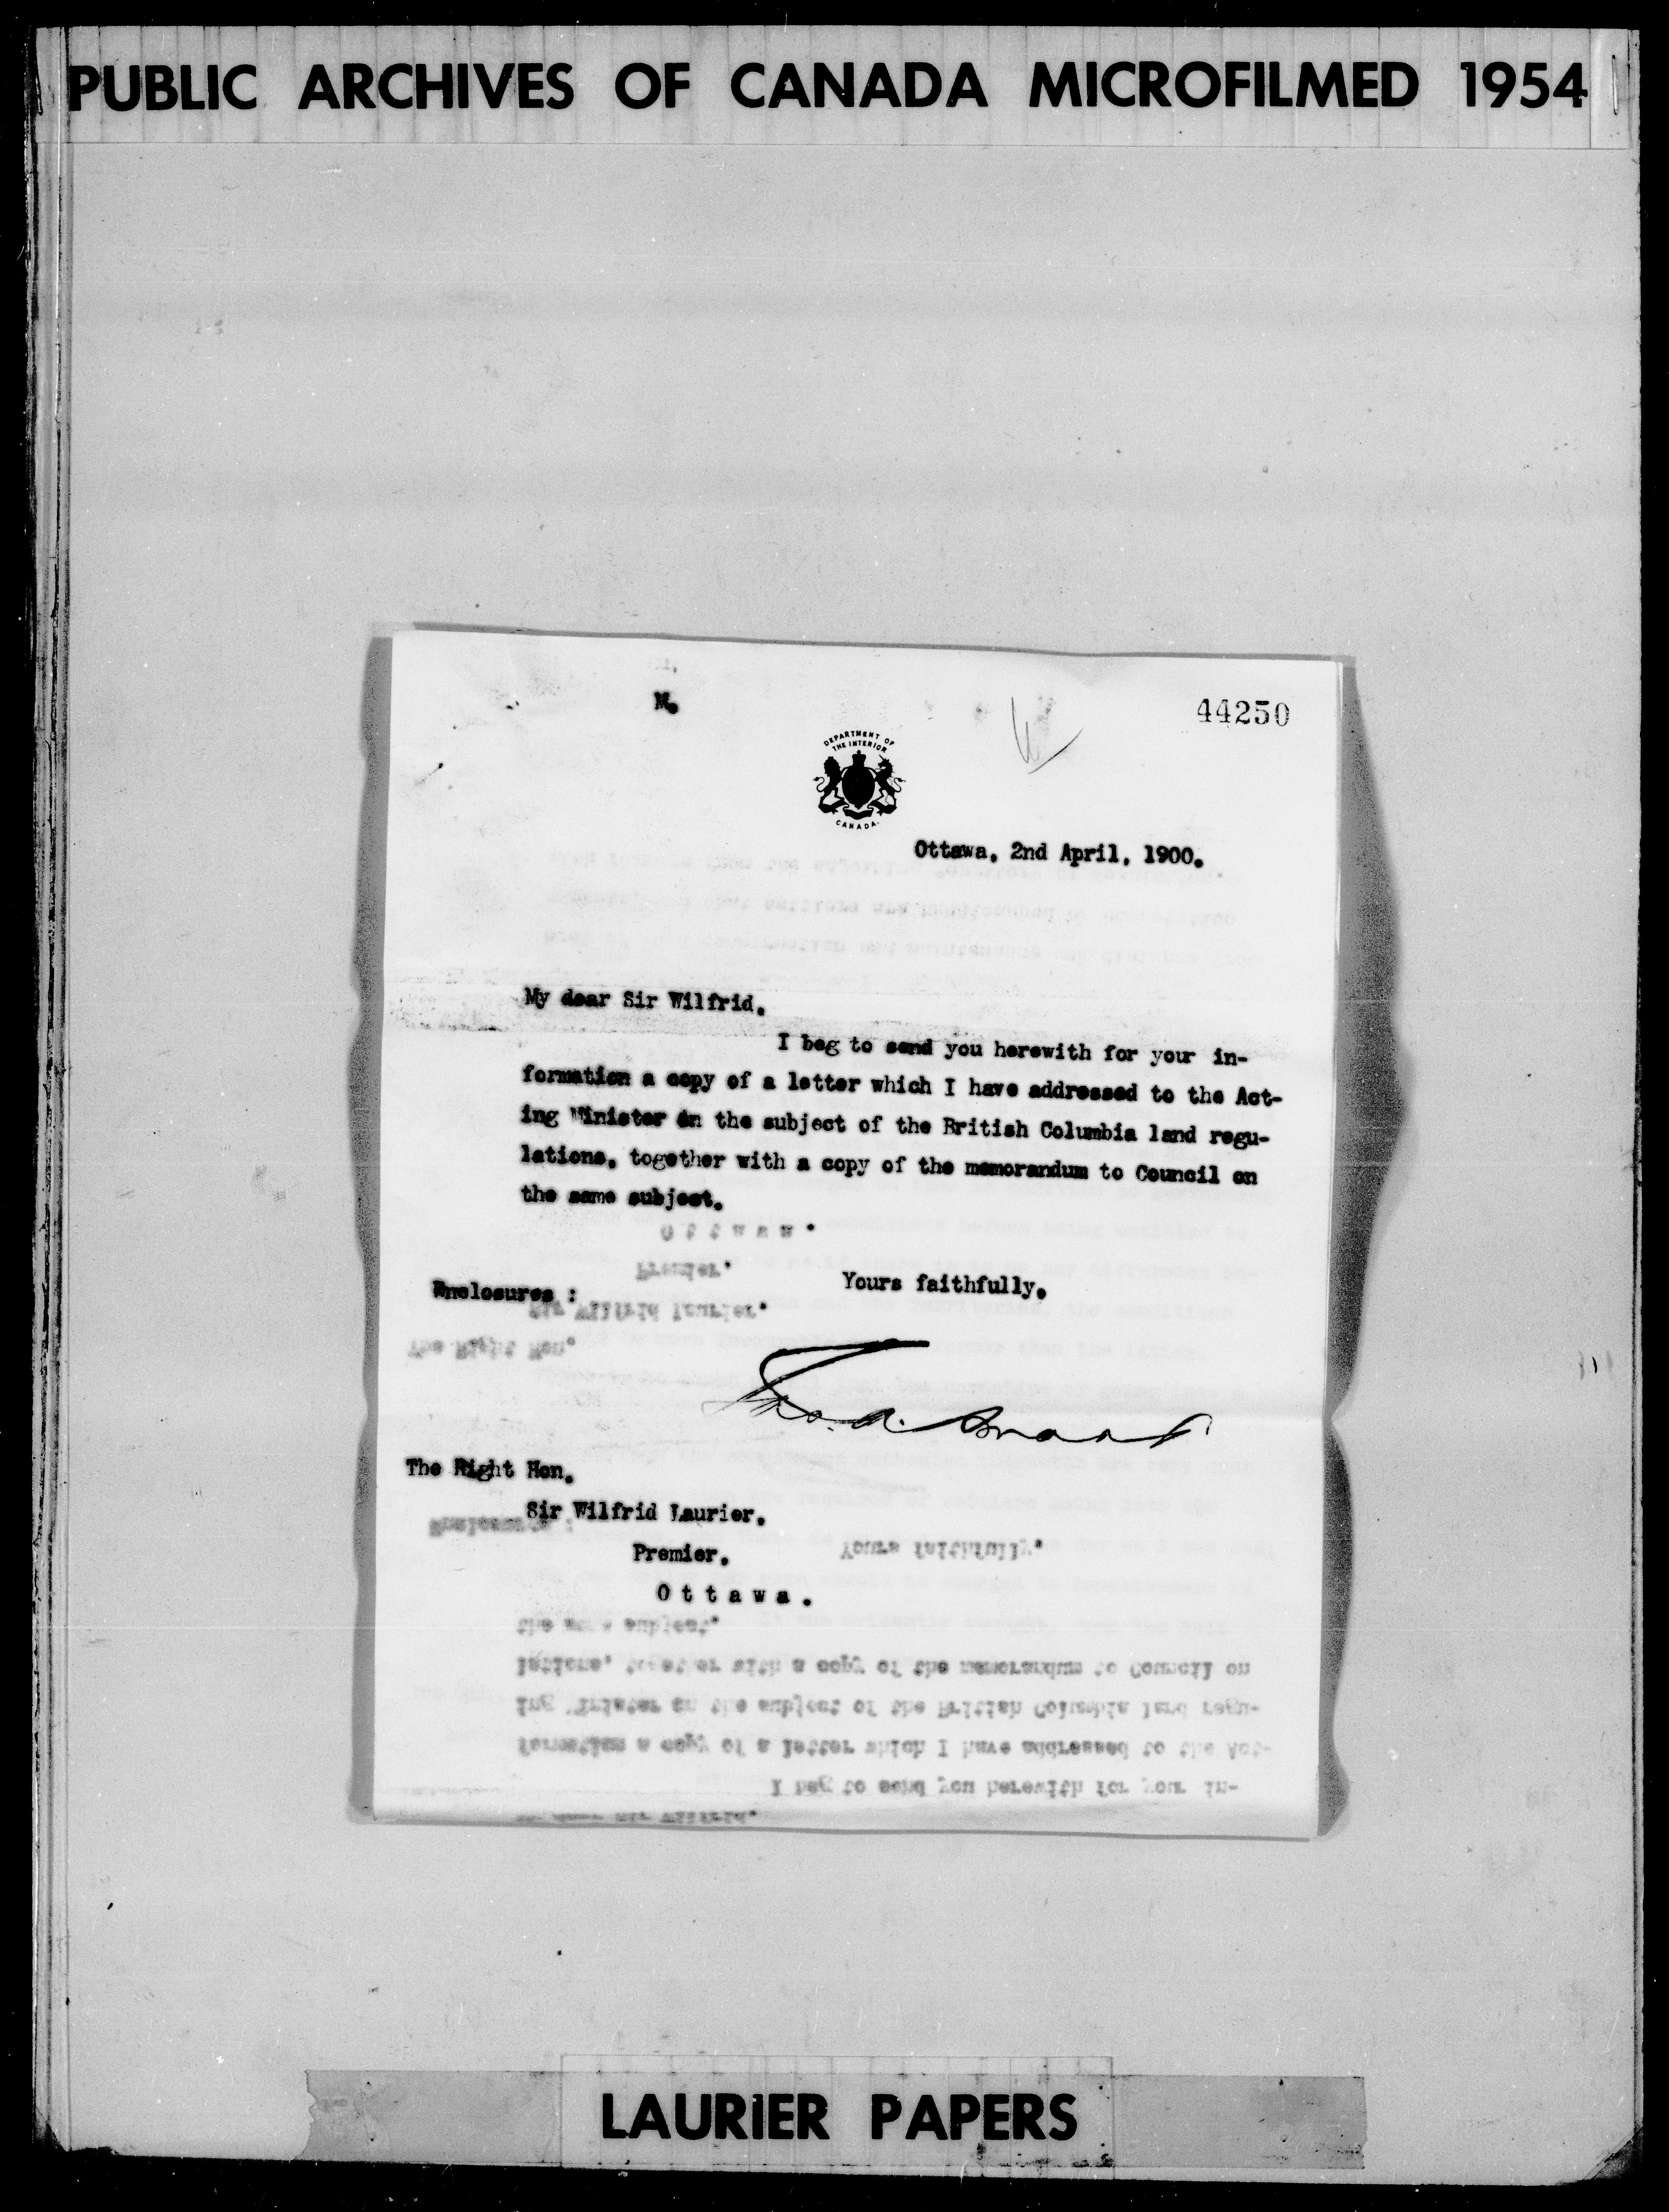 PUBLIC ARCHIVES OF CANADA MICROFILMED 1954
M.
44250
DEPARTMENT OF
THE INTERIOR
CANADA.
Ottawa, 2nd April, 1900.
My dear Sir Wilfrid,
I beg to send you herewith for your in-
formation a copy of a letter which I have addressed to the Act-
ing Minister on the subject of the British Columbia land regu-
lations, together with a copy of the memorandum to Council on
the same subject.
Yours faithfully,
Enclosures :
The Right Hon.
Sir Wilfrid Laurier,
Premier,
Ottawa.
LAURIER PAPERS